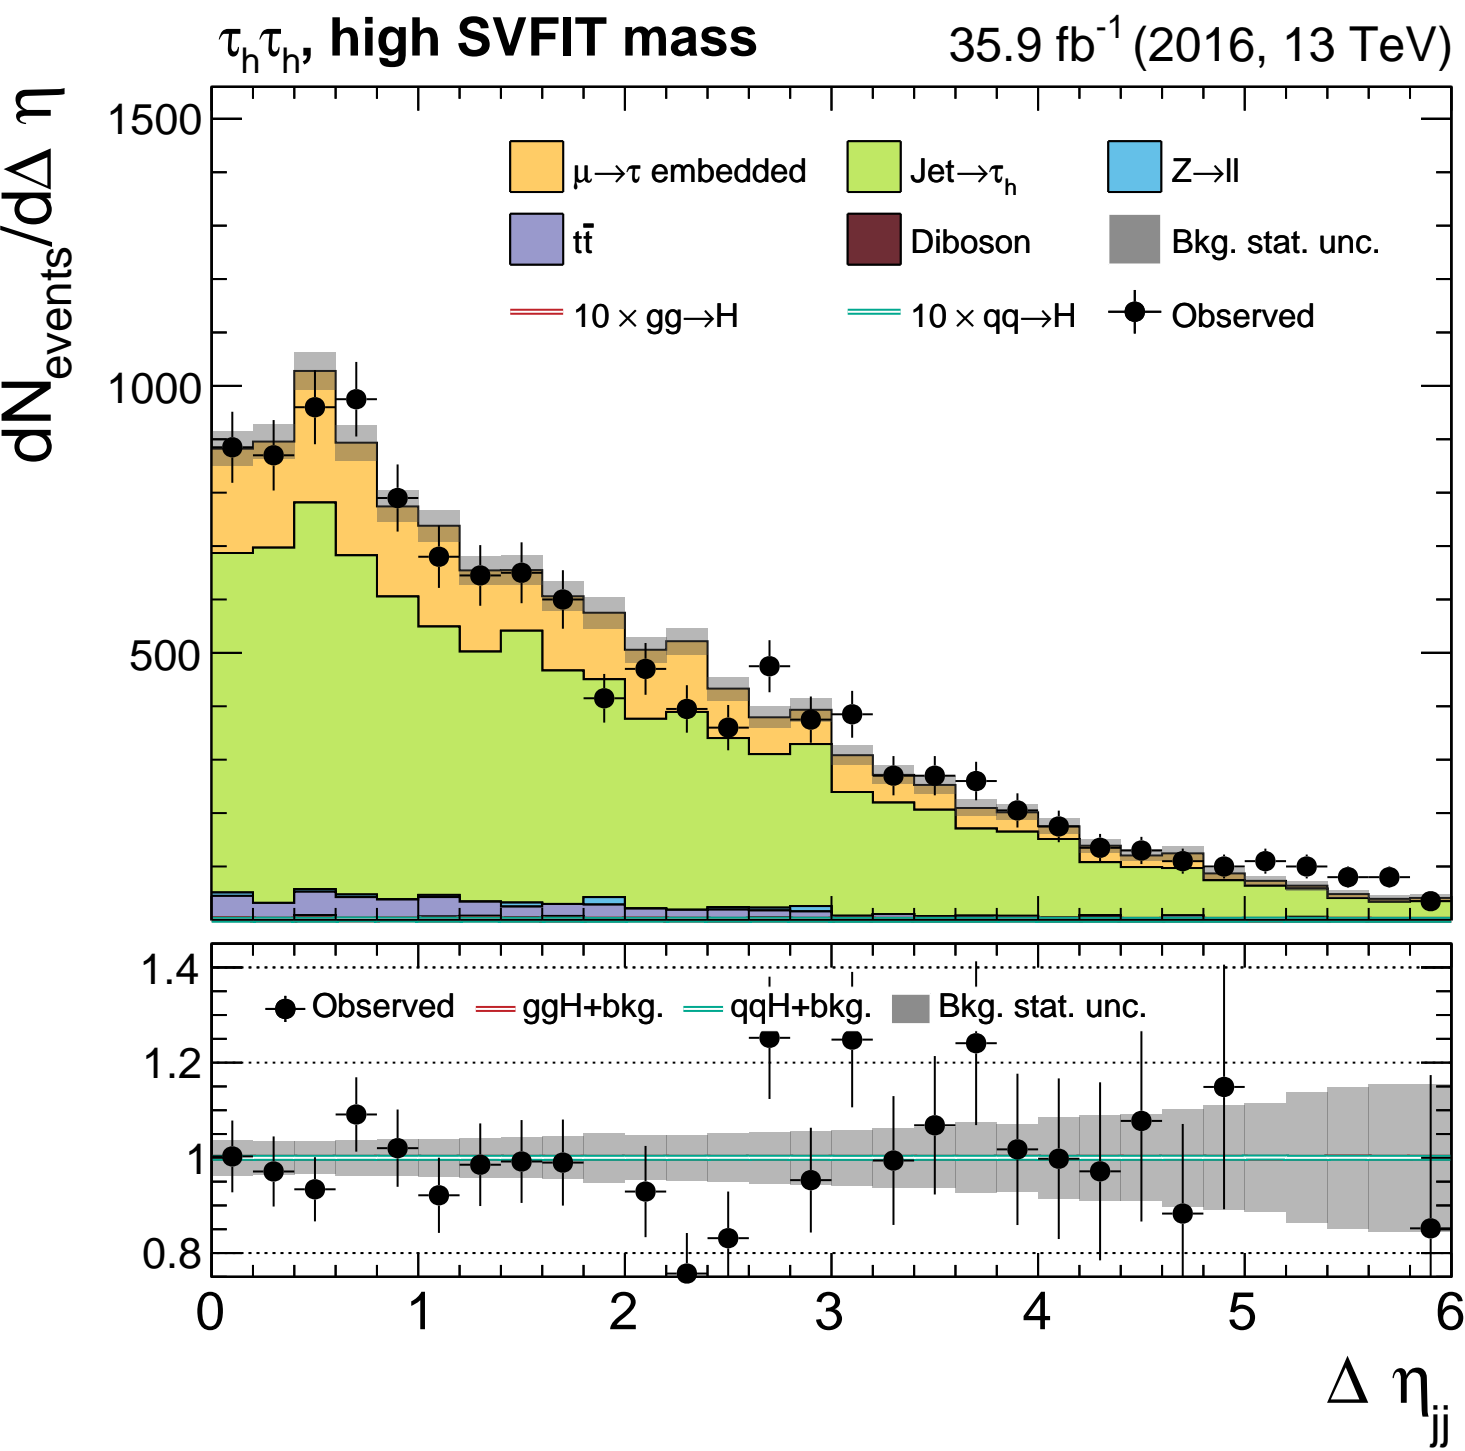 τhτh, high SVFIT mass 35.9 fb-1 (2016, 13 TeV)
dNevents/dΔ η
1500
1000
500
μ→τ embedded Jet→τh Z→ll
tt̄ Diboson Bkg. stat. unc.
10 × gg→H 10 × qq→H Observed
1.4
1.2
1
0.8
Observed ggH+bkg. qqH+bkg. Bkg. stat. unc.
0 1 2 3 4 5 6
Δ ηjj